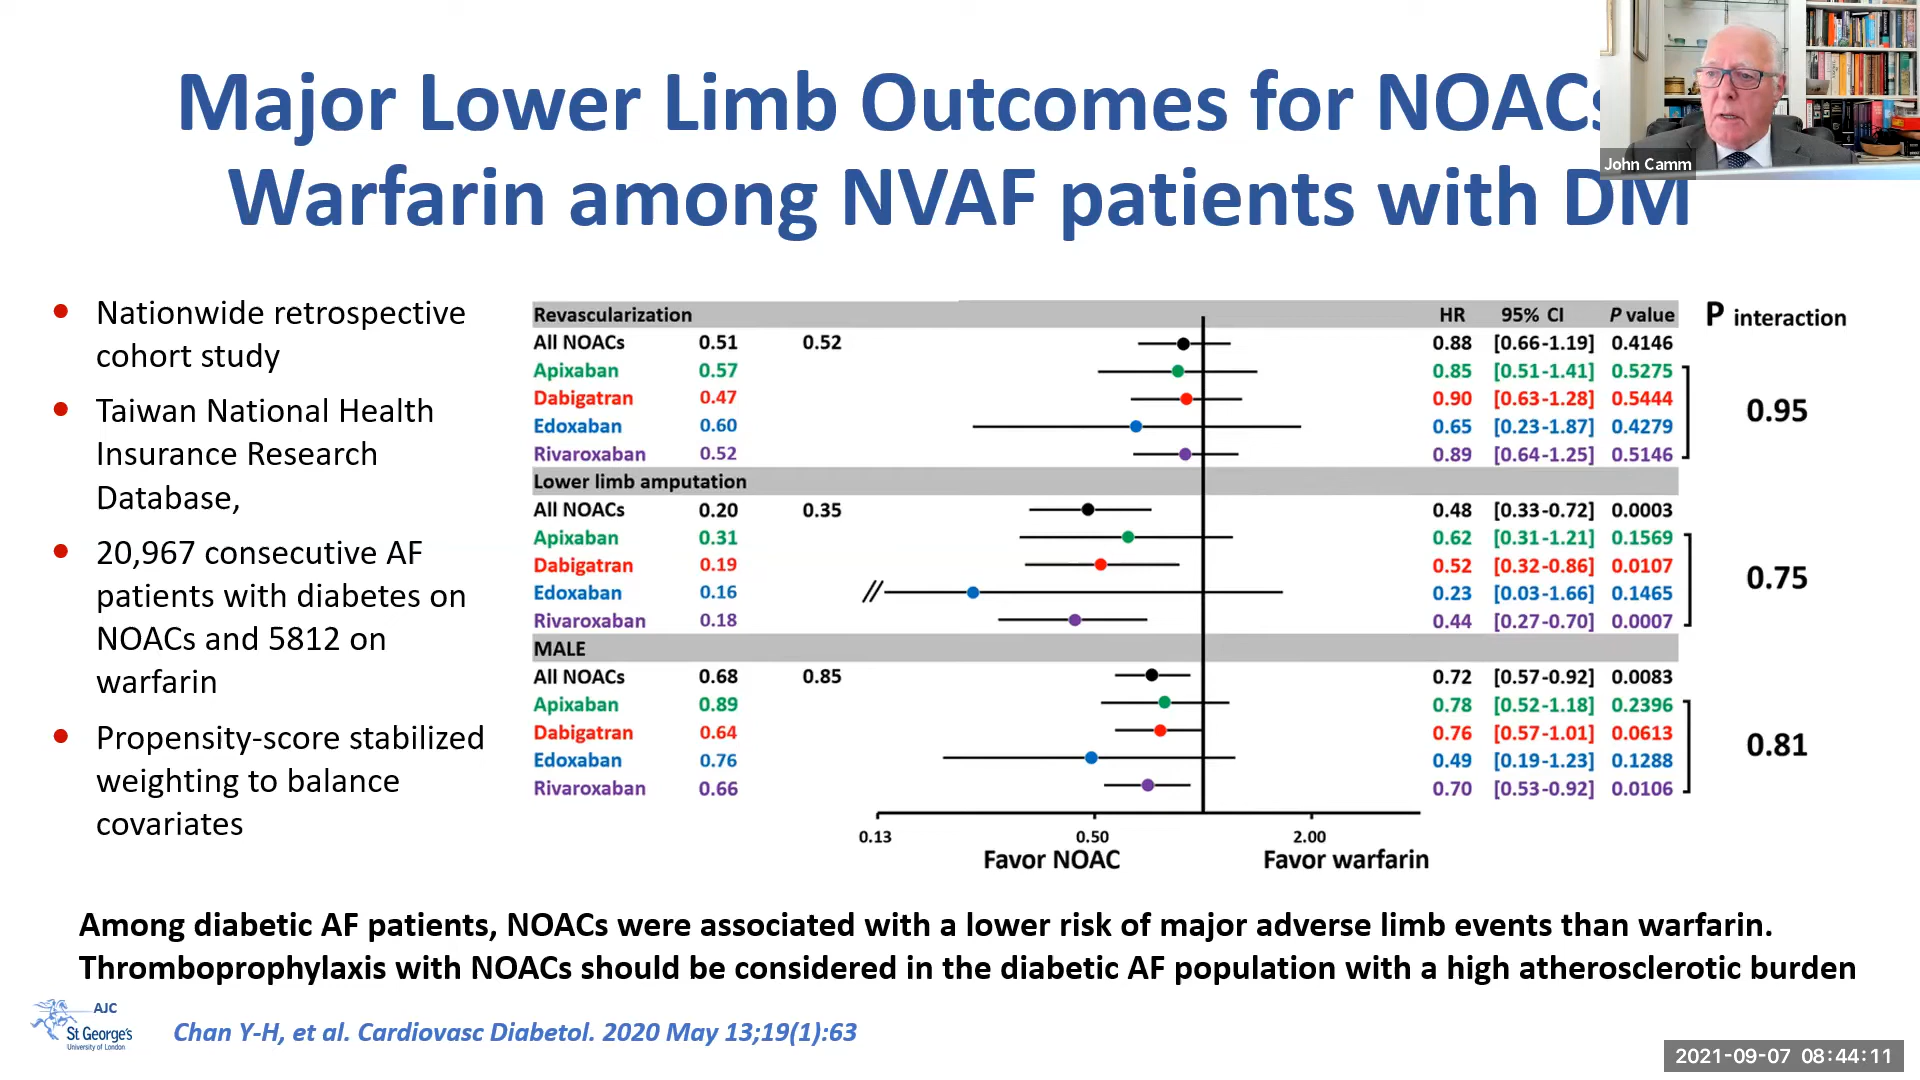 Major Lower Limb Outcomes for NOACs
Warfarin among NVAF patients with DM
John Camm
• Nationwide retrospective
cohort study
• Taiwan National Health
Insurance Research
Database,
• 20,967 consecutive AF
patients with diabetes on
NOACs and 5812 on
warfarin
• Propensity-score stabilized
weighting to balance
covariates
Revascularization HR 95% CI P value P interaction
All NOACs 0.51 0.52 0.88 [0.66-1.19] 0.4146
Apixaban 0.57 0.85 [0.51-1.41] 0.5275
Dabigatran 0.47 0.90 [0.63-1.28] 0.5444
0.95
Edoxaban 0.60 0.65 [0.23-1.87] 0.4279
Rivaroxaban 0.52 0.89 [0.64-1.25] 0.5146
Lower limb amputation
All NOACs 0.20 0.35 0.48 [0.33-0.72] 0.0003
Apixaban 0.31 0.62 [0.31-1.21] 0.1569
Dabigatran 0.19 0.52 [0.32-0.86] 0.0107
0.75
Edoxaban 0.16 // 0.23 [0.03-1.66] 0.1465
Rivaroxaban 0.18 0.44 [0.27-0.70] 0.0007
MALE
All NOACs 0.68 0.85 0.72 [0.57-0.92] 0.0083
Apixaban 0.89 0.78 [0.52-1.18] 0.2396
Dabigatran 0.64 0.76 [0.57-1.01] 0.0613
0.81
Edoxaban 0.76 0.49 [0.19-1.23] 0.1288
Rivaroxaban 0.66 0.70 [0.53-0.92] 0.0106
0.13 0.50 2.00
Favor NOAC Favor warfarin
Among diabetic AF patients, NOACs were associated with a lower risk of major adverse limb events than warfarin.
Thromboprophylaxis with NOACs should be considered in the diabetic AF population with a high atherosclerotic burden
AJC
St George's
University of London
Chan Y-H, et al. Cardiovasc Diabetol. 2020 May 13;19(1):63
2021-09-07 08:44:11